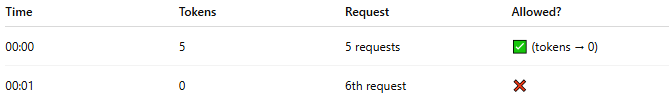 Time Tokens Request Allowed?
00:00 5 5 requests ✅ (tokens → 0)
00:01 0 6th request ❌